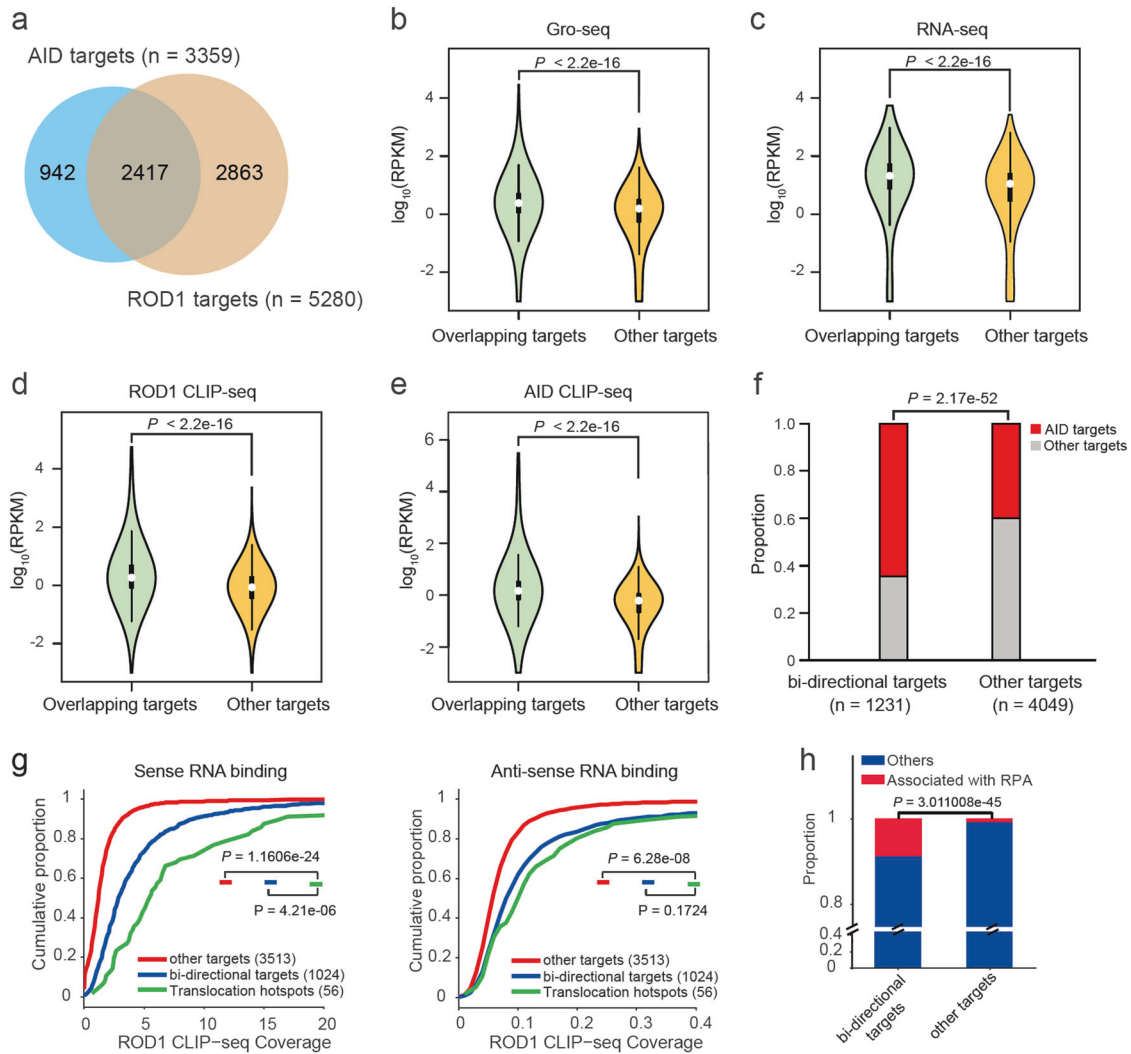 a
AID targets (n = 3359)
942
2417
2863
ROD1 targets (n = 5280)
b
Gro-seq
P < 2.2e-16
log10(RPKM)
4
2
0
-2
Overlapping targets
Other targets
c
RNA-seq
P < 2.2e-16
log10(RPKM)
4
2
0
-2
Overlapping targets
Other targets
d
ROD1 CLIP-seq
P < 2.2e-16
log10(RPKM)
4
2
0
-2
Overlapping targets
Other targets
e
AID CLIP-seq
P < 2.2e-16
log10(RPKM)
6
4
2
0
-2
Overlapping targets
Other targets
f
P = 2.17e-52
AID targets
Other targets
Proportion
1.0
0.8
0.6
0.4
0.2
0
bi-directional targets
(n = 1231)
Other targets
(n = 4049)
g
Sense RNA binding
Cumulative proportion
1
0.8
0.6
0.4
0.2
0
P = 1.1606e-24
P = 4.21e-06
other targets (3513)
bi-directional targets (1024)
Translocation hotspots (56)
0
5
10
15
20
ROD1 CLIP−seq Coverage
Anti-sense RNA binding
Cumulative proportion
1
0.8
0.6
0.4
0.2
0
P = 6.28e-08
P = 0.1724
other targets (3513)
bi-directional targets (1024)
Translocation hotspots (56)
0
0.1
0.2
0.3
0.4
ROD1 CLIP−seq Coverage
h
Others
Associated with RPA
P = 3.011008e-45
Proportion
1
0.8
0.4
0.2
0
bi-directional
targets
other targets